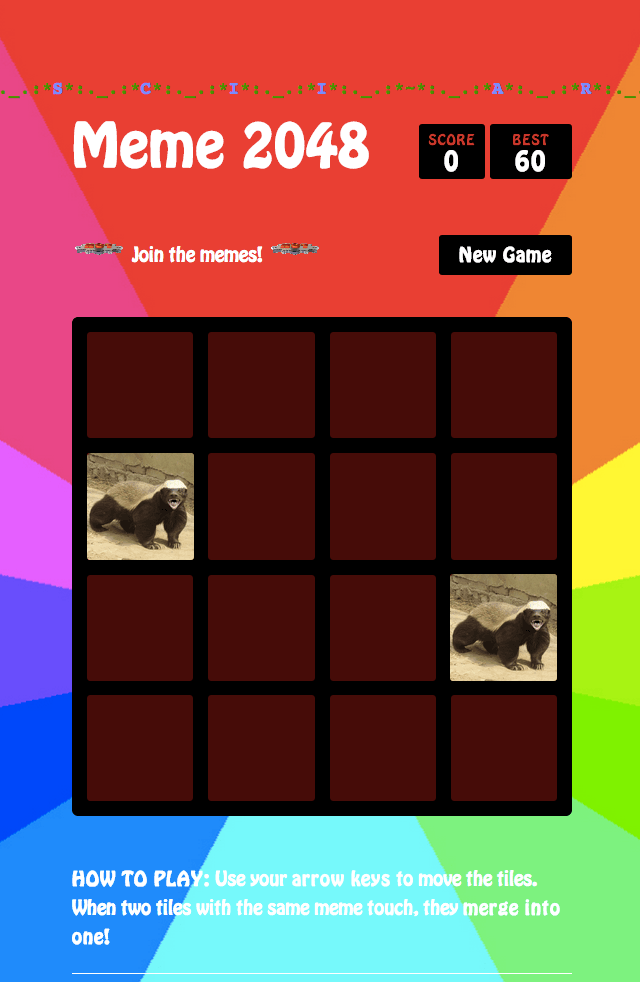 ._.:*S*:._.:*C*:._.:*I*:._.:*I*:._.:*~*:._.:*A*:._.:*R*:._
Meme 2048
SCORE
0
BEST
60
Join the memes!
New Game
HOW TO PLAY: Use your arrow keys to move the tiles.
When two tiles with the same meme touch, they merge into
one!